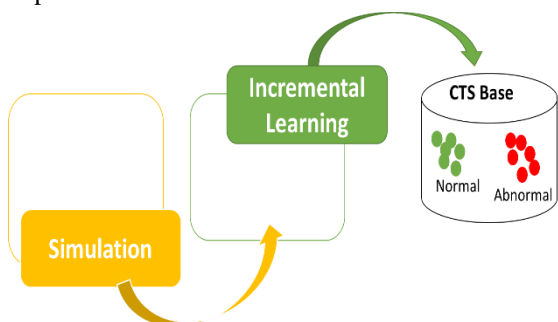 Simulation
Incremental
Learning
CTS Base
Normal
Abnormal